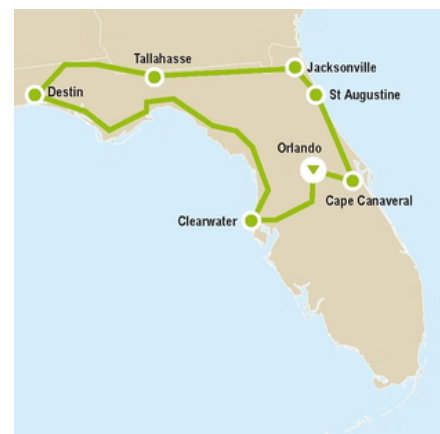 Tallahasse
Jacksonville
Destin
St Augustine
Orlando
Cape Canaveral
Clearwater